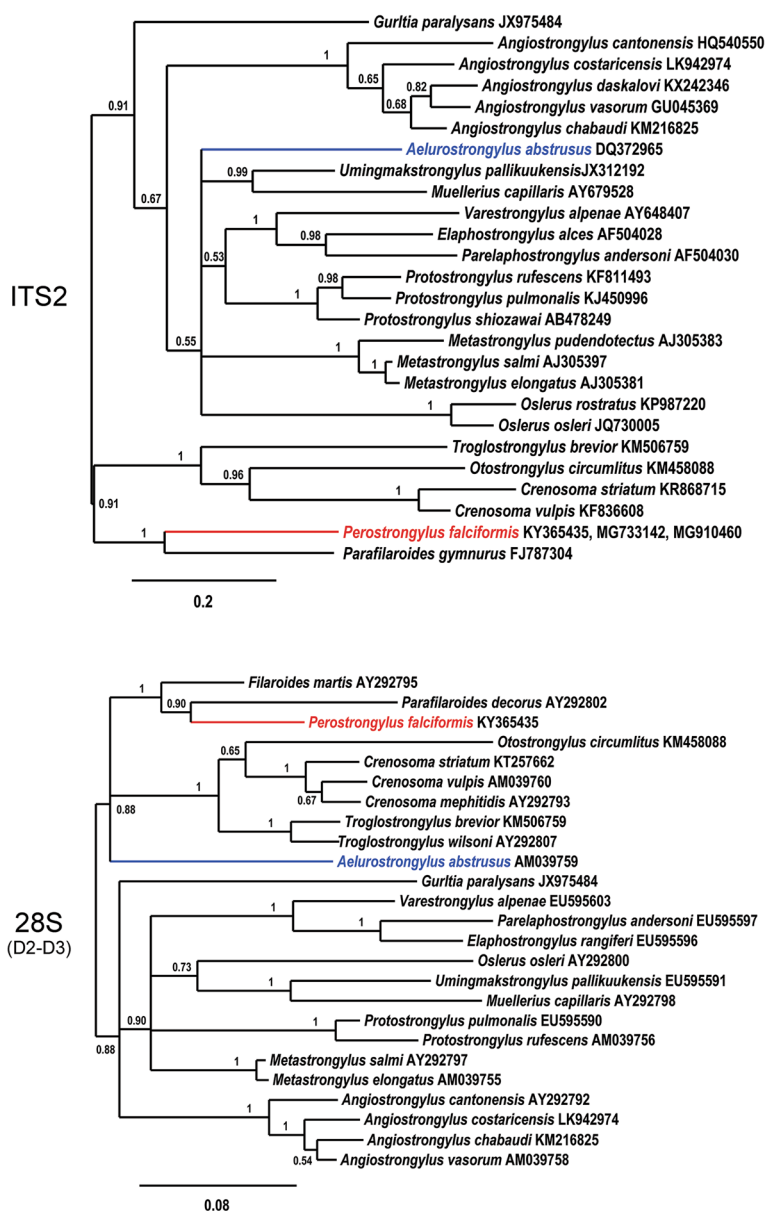 Gurltia paralysans JX975484
Angiostrongylus cantonensis HQ540550
1
Angiostrongylus costaricensis LK942974
0.65
0.82
Angiostrongylus daskalovi KX242346
0.91
0.68
Angiostrongylus vasorum GU045369
Angiostrongylus chabaudi KM216825
Aelurostrongylus abstrusus DQ372965
0.99
Umingmakstrongylus pallikuukensisJX312192
0.67
Muellerius capillaris AY679528
1
Varestrongylus alpenae AY648407
0.98
Elaphostrongylus alces AF504028
0.53
Parelaphostrongylus andersoni AF504030
0.98
Protostrongylus rufescens KF811493
ITS2
1
Protostrongylus pulmonalis KJ450996
Protostrongylus shiozawai AB478249
0.55
Metastrongylus pudendotectus AJ305383
1
1
Metastrongylus salmi AJ305397
Metastrongylus elongatus AJ305381
1
Oslerus rostratus KP987220
Oslerus osleri JQ730005
Troglostrongylus brevior KM506759
1
0.96
Otostrongylus circumlitus KM458088
1
Crenosoma striatum KR868715
0.91
Crenosoma vulpis KF836608
1
Perostrongylus falciformis KY365435, MG733142, MG910460
Parafilaroides gymnurus FJ787304
0.2
1
Filaroides martis AY292795
0.90
Parafilaroides decorus AY292802
Perostrongylus falciformis KY365435
0.65
Otostrongylus circumlitus KM458088
1
Crenosoma striatum KT257662
1
Crenosoma vulpis AM039760
0.67
Crenosoma mephitidis AY292793
0.88
1
Troglostrongylus brevior KM506759
Troglostrongylus wilsoni AY292807
Aelurostrongylus abstrusus AM039759
Gurltia paralysans JX975484
1
Varestrongylus alpenae EU595603
28S
1
Parelaphostrongylus andersoni EU595597
(D2-D3)
Elaphostrongylus rangiferi EU595596
0.73
Oslerus osleri AY292800
1
Umingmakstrongylus pallikuukensis EU595591
Muellerius capillaris AY292798
0.90
1
Protostrongylus pulmonalis EU595590
0.88
Protostrongylus rufescens AM039756
1
Metastrongylus salmi AY292797
Metastrongylus elongatus AM039755
1
Angiostrongylus cantonensis AY292792
1
Angiostrongylus costaricensis LK942974
Angiostrongylus chabaudi KM216825
0.54
Angiostrongylus vasorum AM039758
0.08